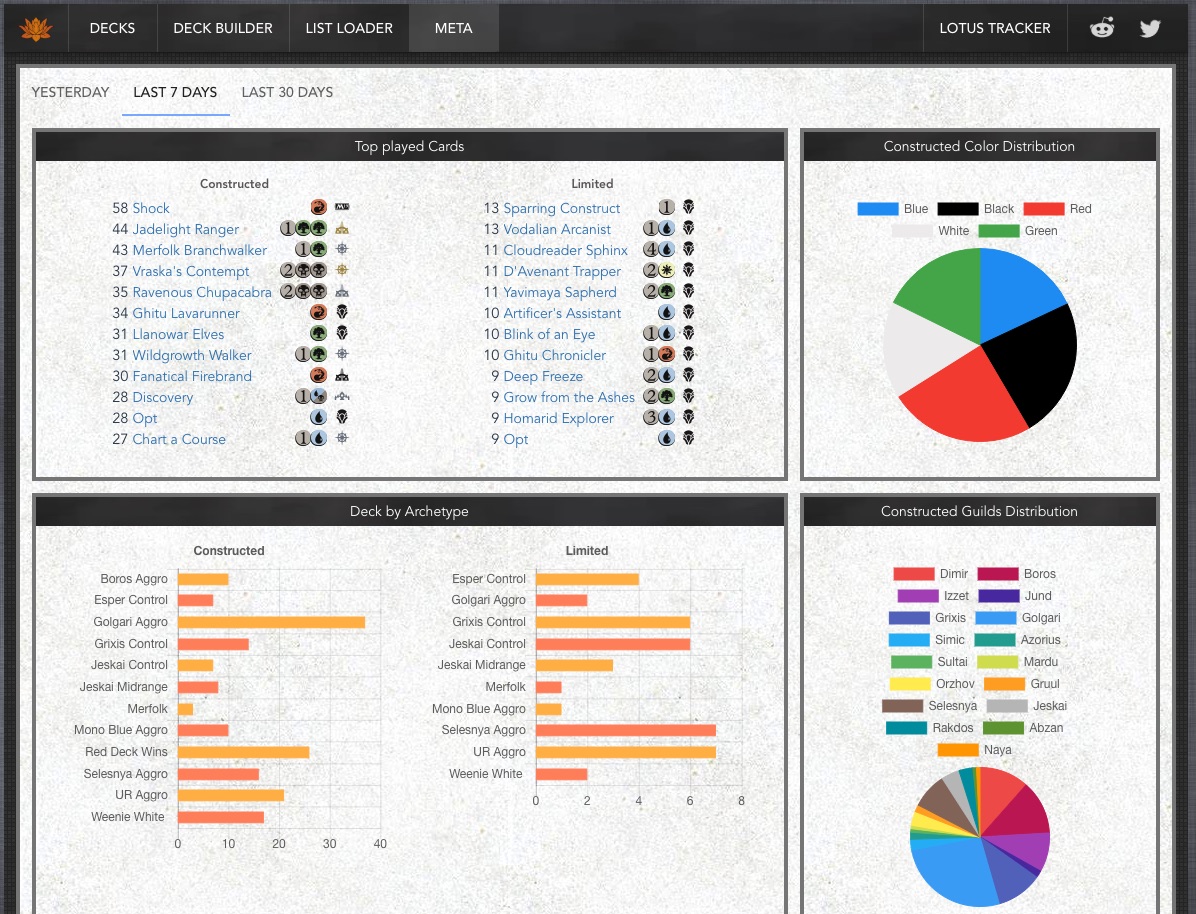 DECKS DECK BUILDER LIST LOADER META LOTUS TRACKER
YESTERDAY LAST 7 DAYS LAST 30 DAYS
Top played Cards
Constructed
58 Shock
44 Jadelight Ranger 1
43 Merfolk Branchwalker 1
37 Vraska's Contempt 2
35 Ravenous Chupacabra 2
34 Ghitu Lavarunner
31 Llanowar Elves
31 Wildgrowth Walker 1
30 Fanatical Firebrand
28 Discovery 1
28 Opt
27 Chart a Course 1
Limited
13 Sparring Construct 1
13 Vodalian Arcanist 1
11 Cloudreader Sphinx 4
11 D'Avenant Trapper 2
11 Yavimaya Sapherd 2
10 Artificer's Assistant
10 Blink of an Eye 1
10 Ghitu Chronicler 1
9 Deep Freeze 2
9 Grow from the Ashes 2
9 Homarid Explorer 3
9 Opt
Constructed Color Distribution
Blue Black Red
White Green
Deck by Archetype
Constructed
Boros Aggro
Esper Control
Golgari Aggro
Grixis Control
Jeskai Control
Jeskai Midrange
Merfolk
Mono Blue Aggro
Red Deck Wins
Selesnya Aggro
UR Aggro
Weenie White
0 10 20 30 40
Limited
Esper Control
Golgari Aggro
Grixis Control
Jeskai Control
Jeskai Midrange
Merfolk
Mono Blue Aggro
Selesnya Aggro
UR Aggro
Weenie White
0 2 4 6 8
Constructed Guilds Distribution
Dimir Boros
Izzet Jund
Grixis Golgari
Simic Azorius
Sultai Mardu
Orzhov Gruul
Selesnya Jeskai
Rakdos Abzan
Naya